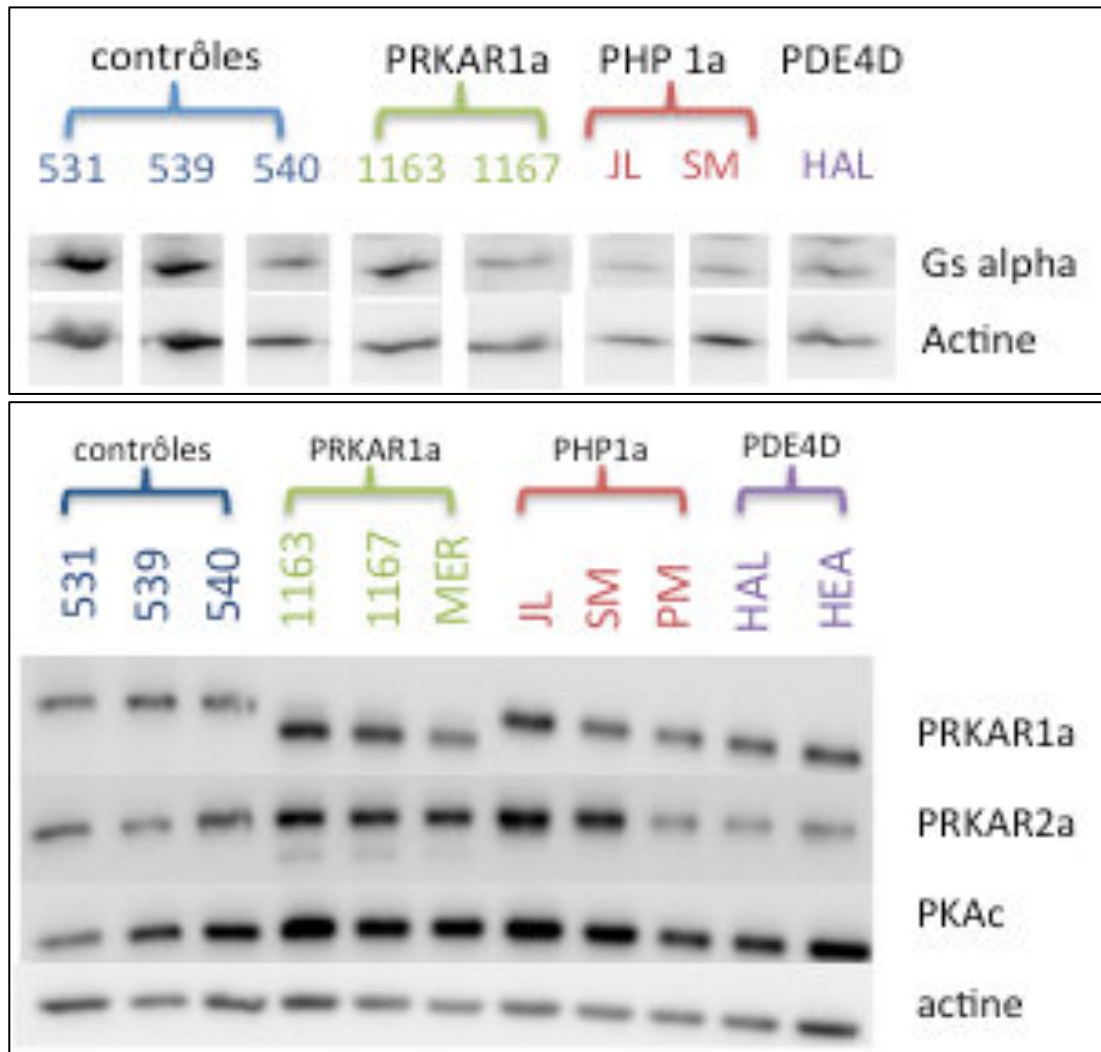 contrôles PRKAR1a PHP 1a PDE4D
531 539 540 1163 1167 JL SM HAL
Gs alpha
Actine
contrôles PRKAR1a PHP1a PDE4D
531 539 540 1163 1167 MER JL SM PM HAL HEA
PRKAR1a
PRKAR2a
PKAc
actine